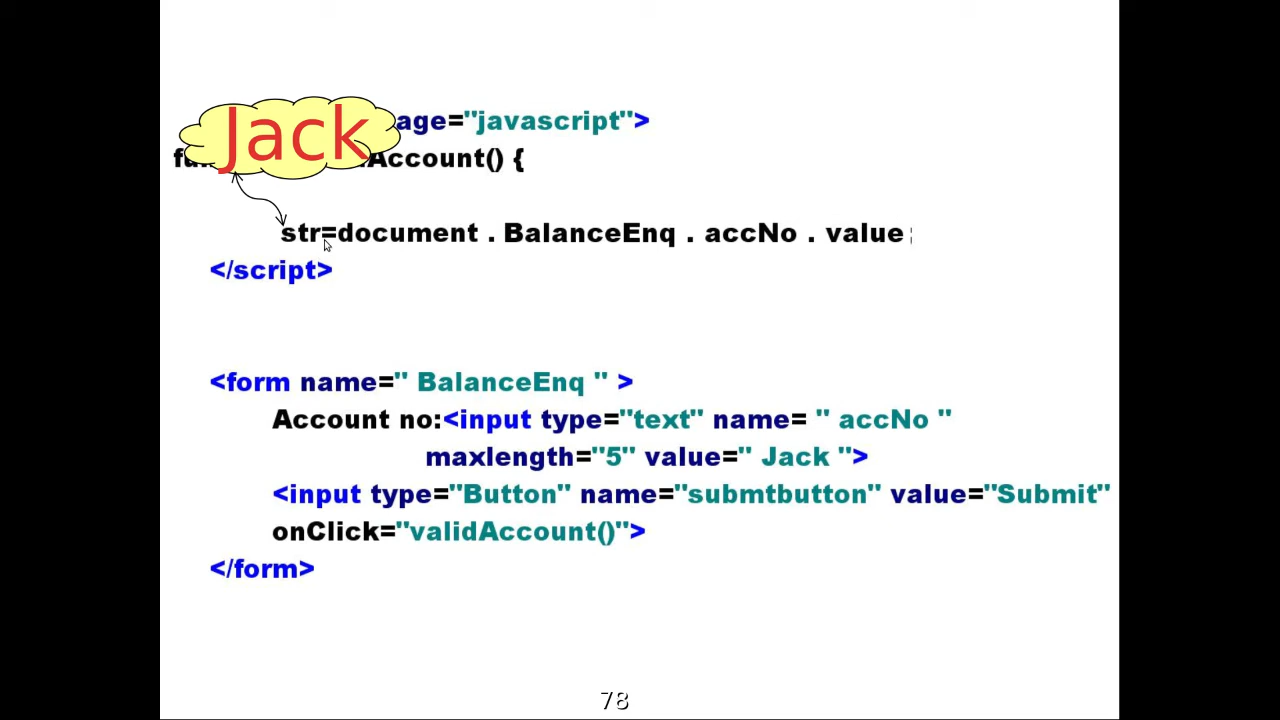 Jack
age="javascript">
Account() {
str=document . BalanceEnq . accNo . value ;
</script>
<form name=" BalanceEnq " >
Account no:<input type="text" name= " accNo "
maxlength="5" value=" Jack ">
<input type="Button" name="submtbutton" value="Submit"
onClick="validAccount()">
</form>
78